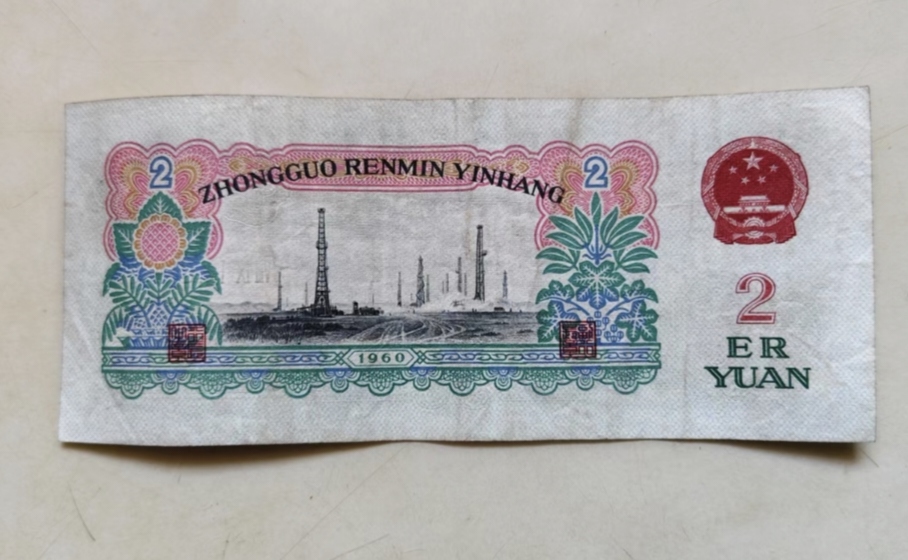 2
2
ZHONGGUO RENMIN YINHANG
1960
2
ER
YUAN